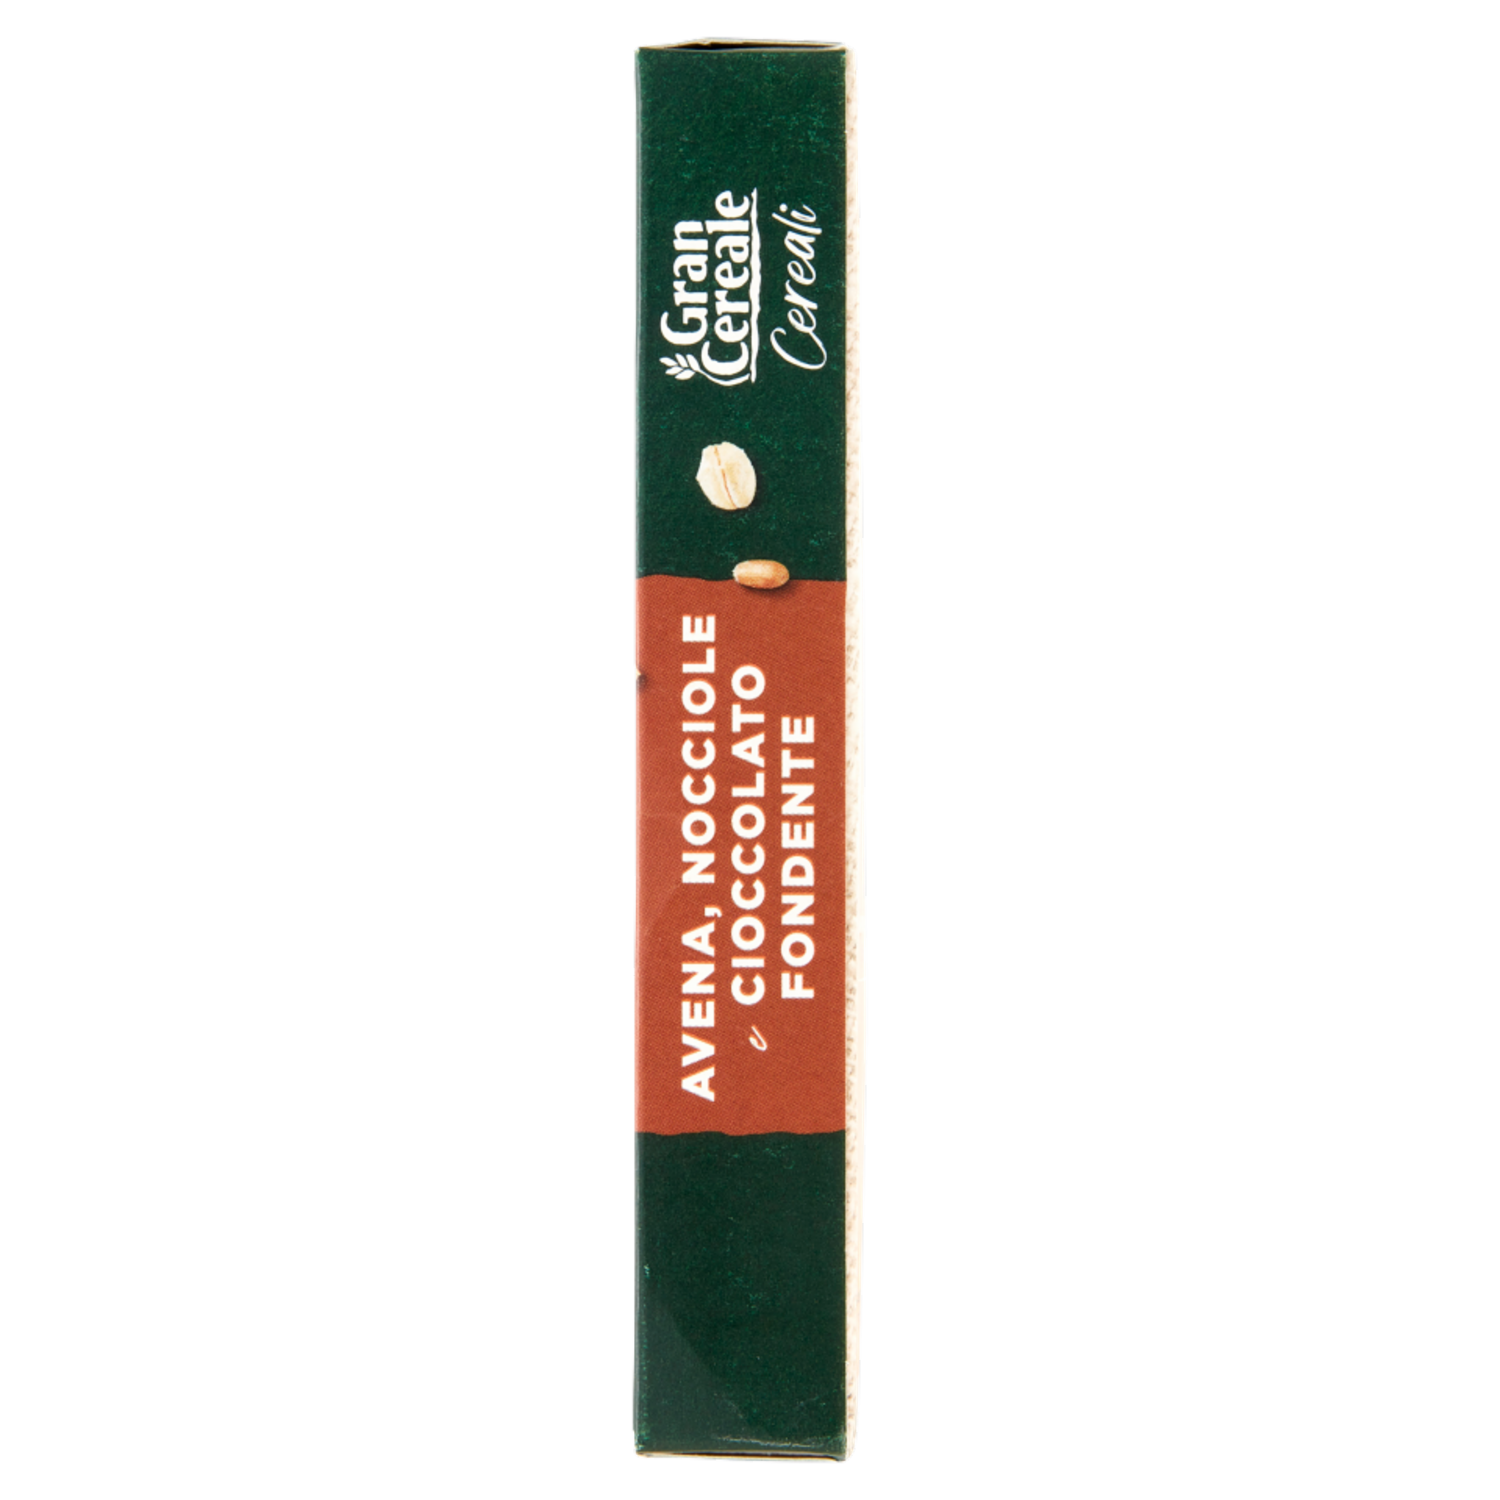 Gran
Cereale
Cereali
AVENA, NOCCIOLE
e CIOCCOLATO
FONDENTE